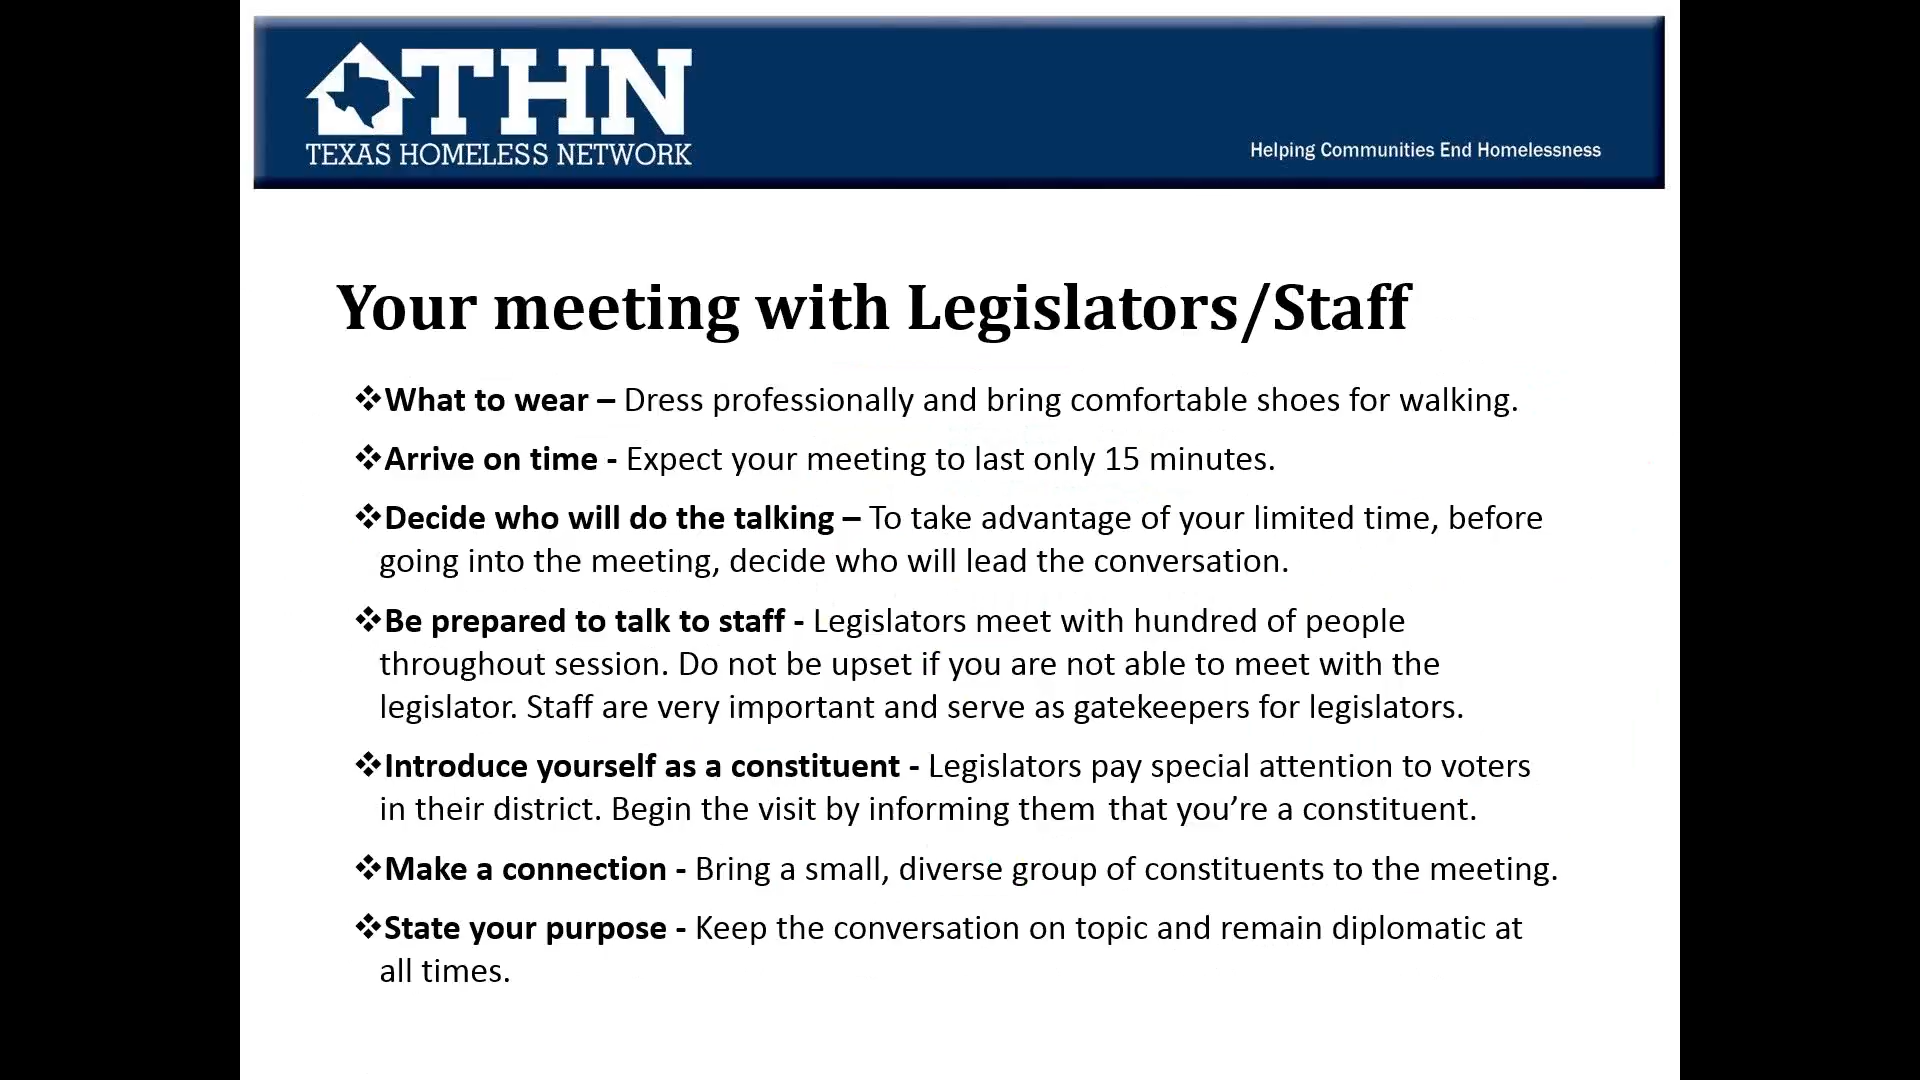 THN
TEXAS HOMELESS NETWORK
Helping Communities End Homelessness
Your meeting with Legislators/Staff
❖What to wear – Dress professionally and bring comfortable shoes for walking.
❖Arrive on time - Expect your meeting to last only 15 minutes.
❖Decide who will do the talking – To take advantage of your limited time, before
going into the meeting, decide who will lead the conversation.
❖Be prepared to talk to staff - Legislators meet with hundred of people
throughout session. Do not be upset if you are not able to meet with the
legislator. Staff are very important and serve as gatekeepers for legislators.
❖Introduce yourself as a constituent - Legislators pay special attention to voters
in their district. Begin the visit by informing them that you’re a constituent.
❖Make a connection - Bring a small, diverse group of constituents to the meeting.
❖State your purpose - Keep the conversation on topic and remain diplomatic at
all times.